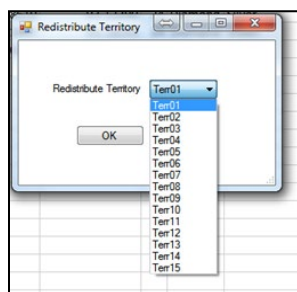 Redistribute Territory
Redistribute Territory Terr01
Terr01
Terr02
Terr03
OK Terr04
Terr05
Terr06
Terr07
Terr08
Terr09
Terr10
Terr11
Terr12
Terr13
Terr14
Terr15